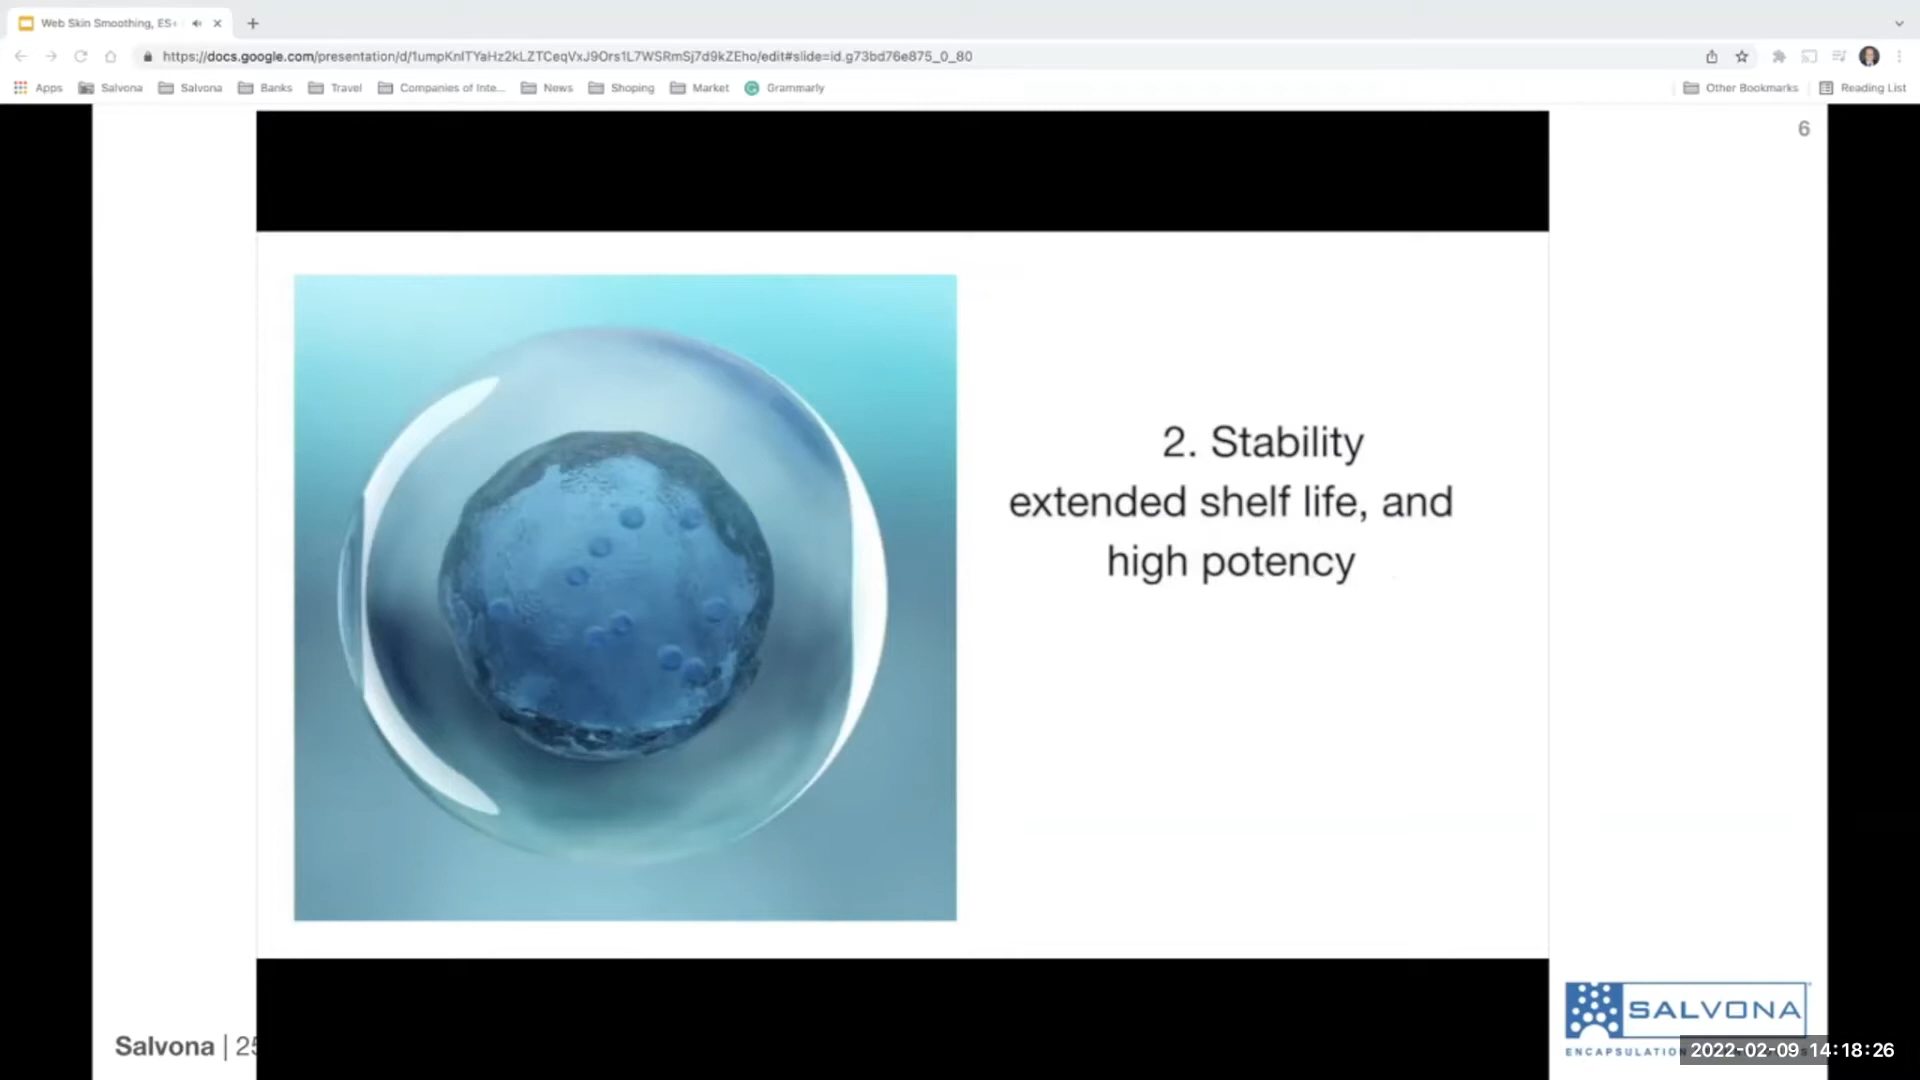 Web Skin Smoothing, ES
https://docs.google.com/presentation/d/1umpKnITYaHz2kLZTCeqVxJ9Ors1L7WSRmSj7d9kZEho/edit#slide=id.g73bd76e875_0_80
Apps Salvona Salvona Banks Travel Companies of Inte... News Shoping Market Grammarly Other Bookmarks Reading List
6
2. Stability
extended shelf life, and
high potency
SALVONA
ENCAPSULATION
Salvona | 25
2022-02-09 14:18:26